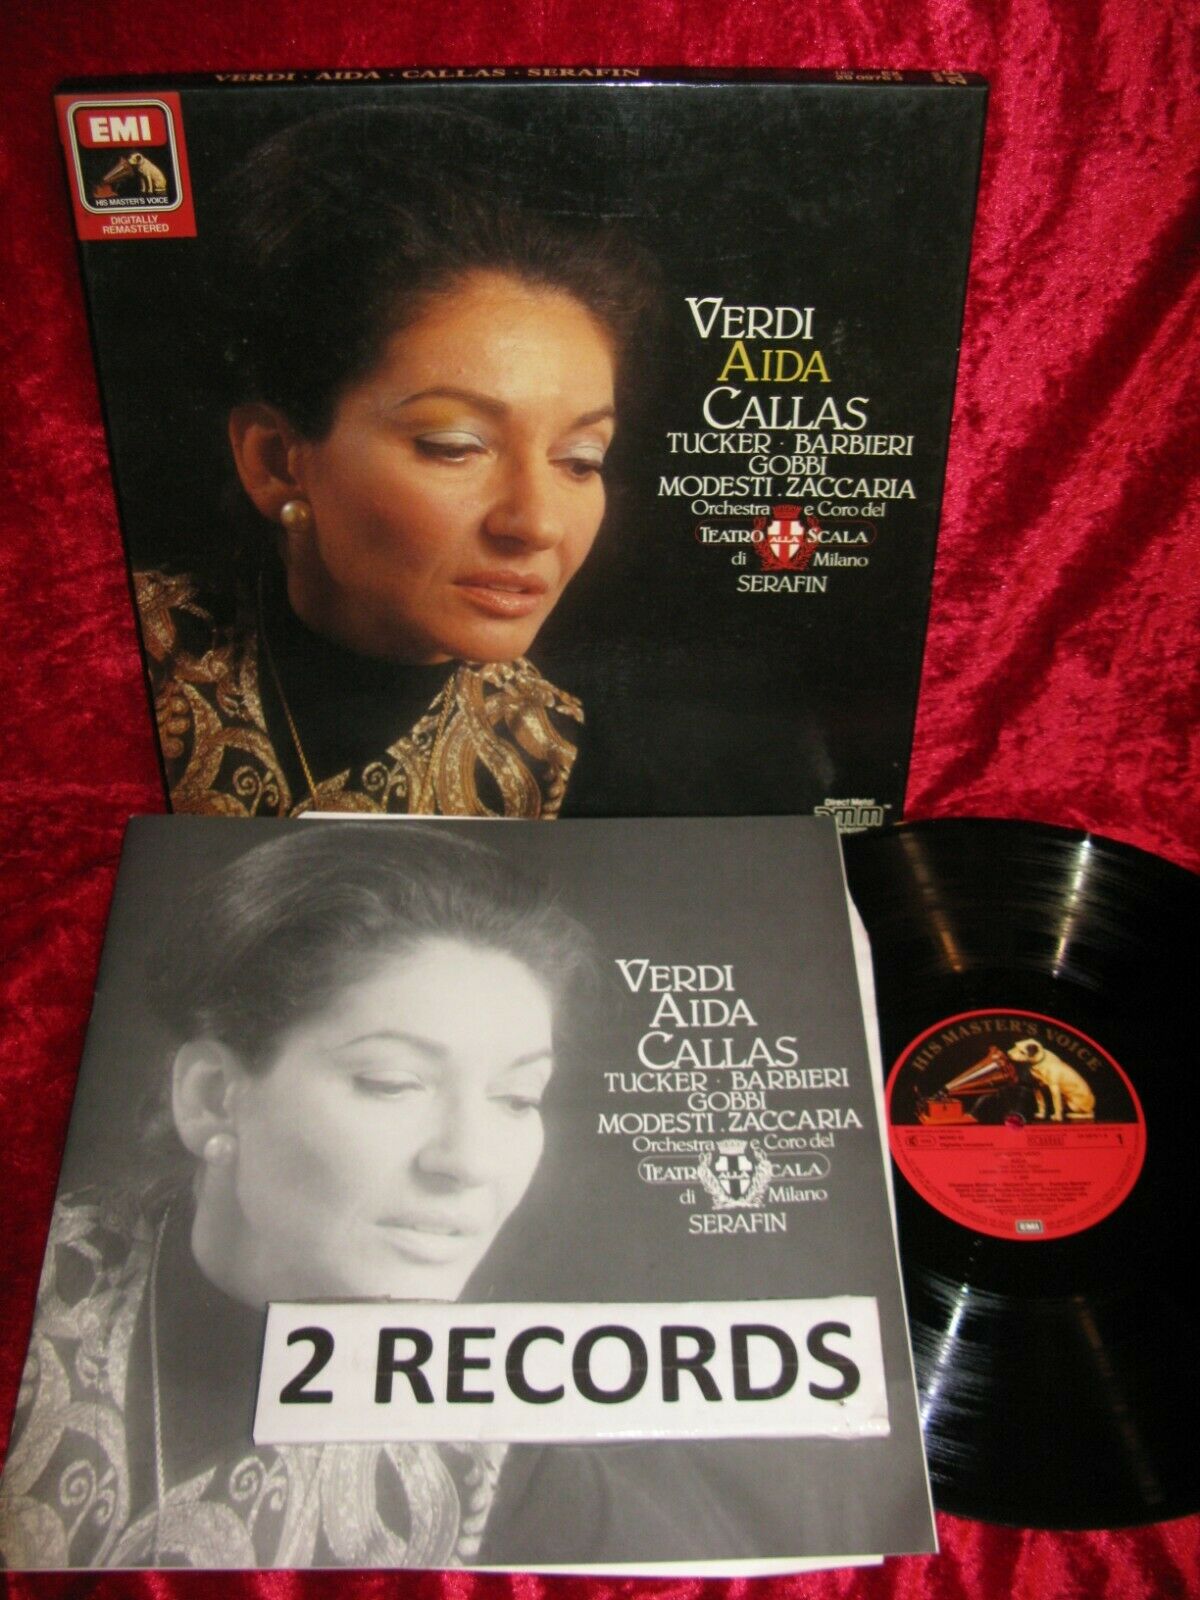 VERDI · AIDA · CALLAS · SERAFIN
EMI
HIS MASTER'S VOICE
DIGITALLY
REMASTERED
VERDI
AIDA
CALLAS
TUCKER · BARBIERI
GOBBI
MODESTI . ZACCARIA
Orchestra e Coro del
TEATRO ALLA SCALA
di Milano
SERAFIN
Direct Metal
DMM
VERDI
AIDA
CALLAS
TUCKER · BARBIERI
GOBBI
MODESTI . ZACCARIA
Orchestra e Coro del
TEATRO ALLA SCALA
di Milano
SERAFIN
2 RECORDS
HIS MASTER'S VOICE
1
EMI